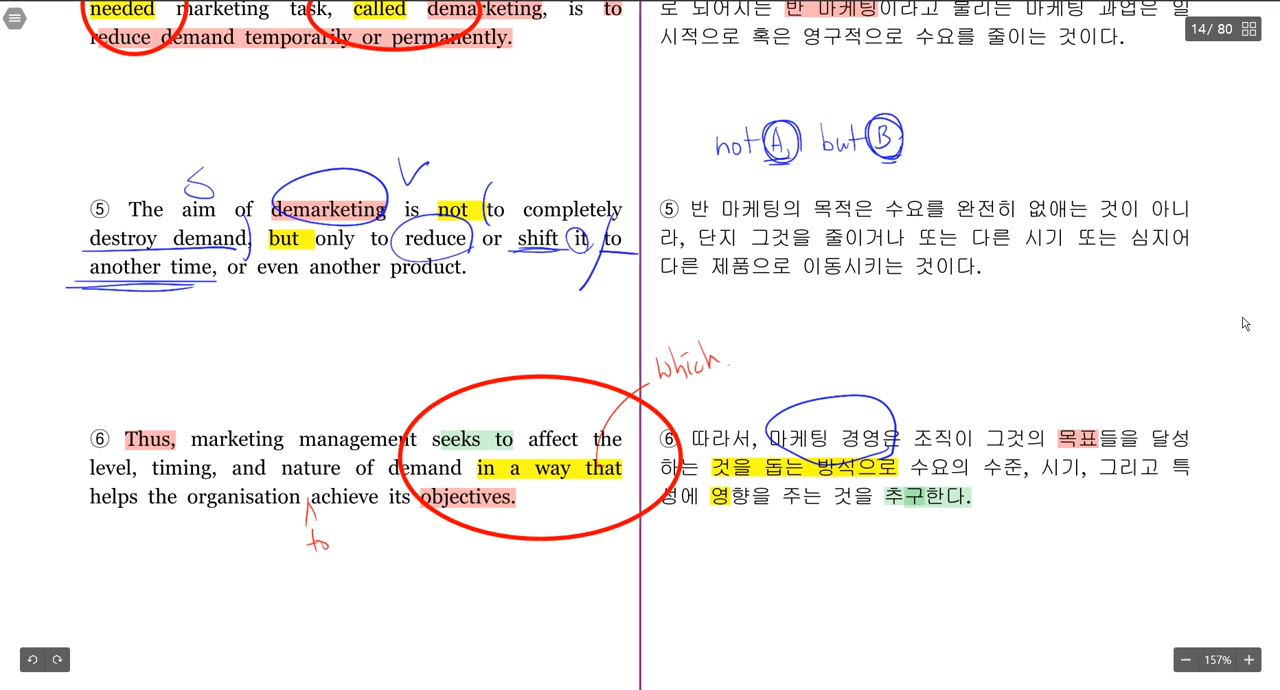 needed marketing task, called demarketing, is to
reduce demand temporarily or permanently.
로 되어지는 반 마케팅이라고 불리는 마케팅 과업은 일
시적으로 혹은 영구적으로 수요를 줄이는 것이다.
14/ 80
not A, but B
S
V
⑤ The aim of demarketing is not (to completely
destroy demand) but only to reduce or shift it to
another time, or even another product.
⑤ 반 마케팅의 목적은 수요를 완전히 없애는 것이 아니
라, 단지 그것을 줄이거나 또는 다른 시기 또는 심지어
다른 제품으로 이동시키는 것이다.
which.
⑥ Thus, marketing management seeks to affect the
level, timing, and nature of demand in a way that
helps the organisation achieve its objectives.
to
⑥ 따라서, 마케팅 경영은 조직이 그것의 목표들을 달성
하는 것을 돕는 방식으로 수요의 수준, 시기, 그리고 특
성에 영향을 주는 것을 추구한다.
157%